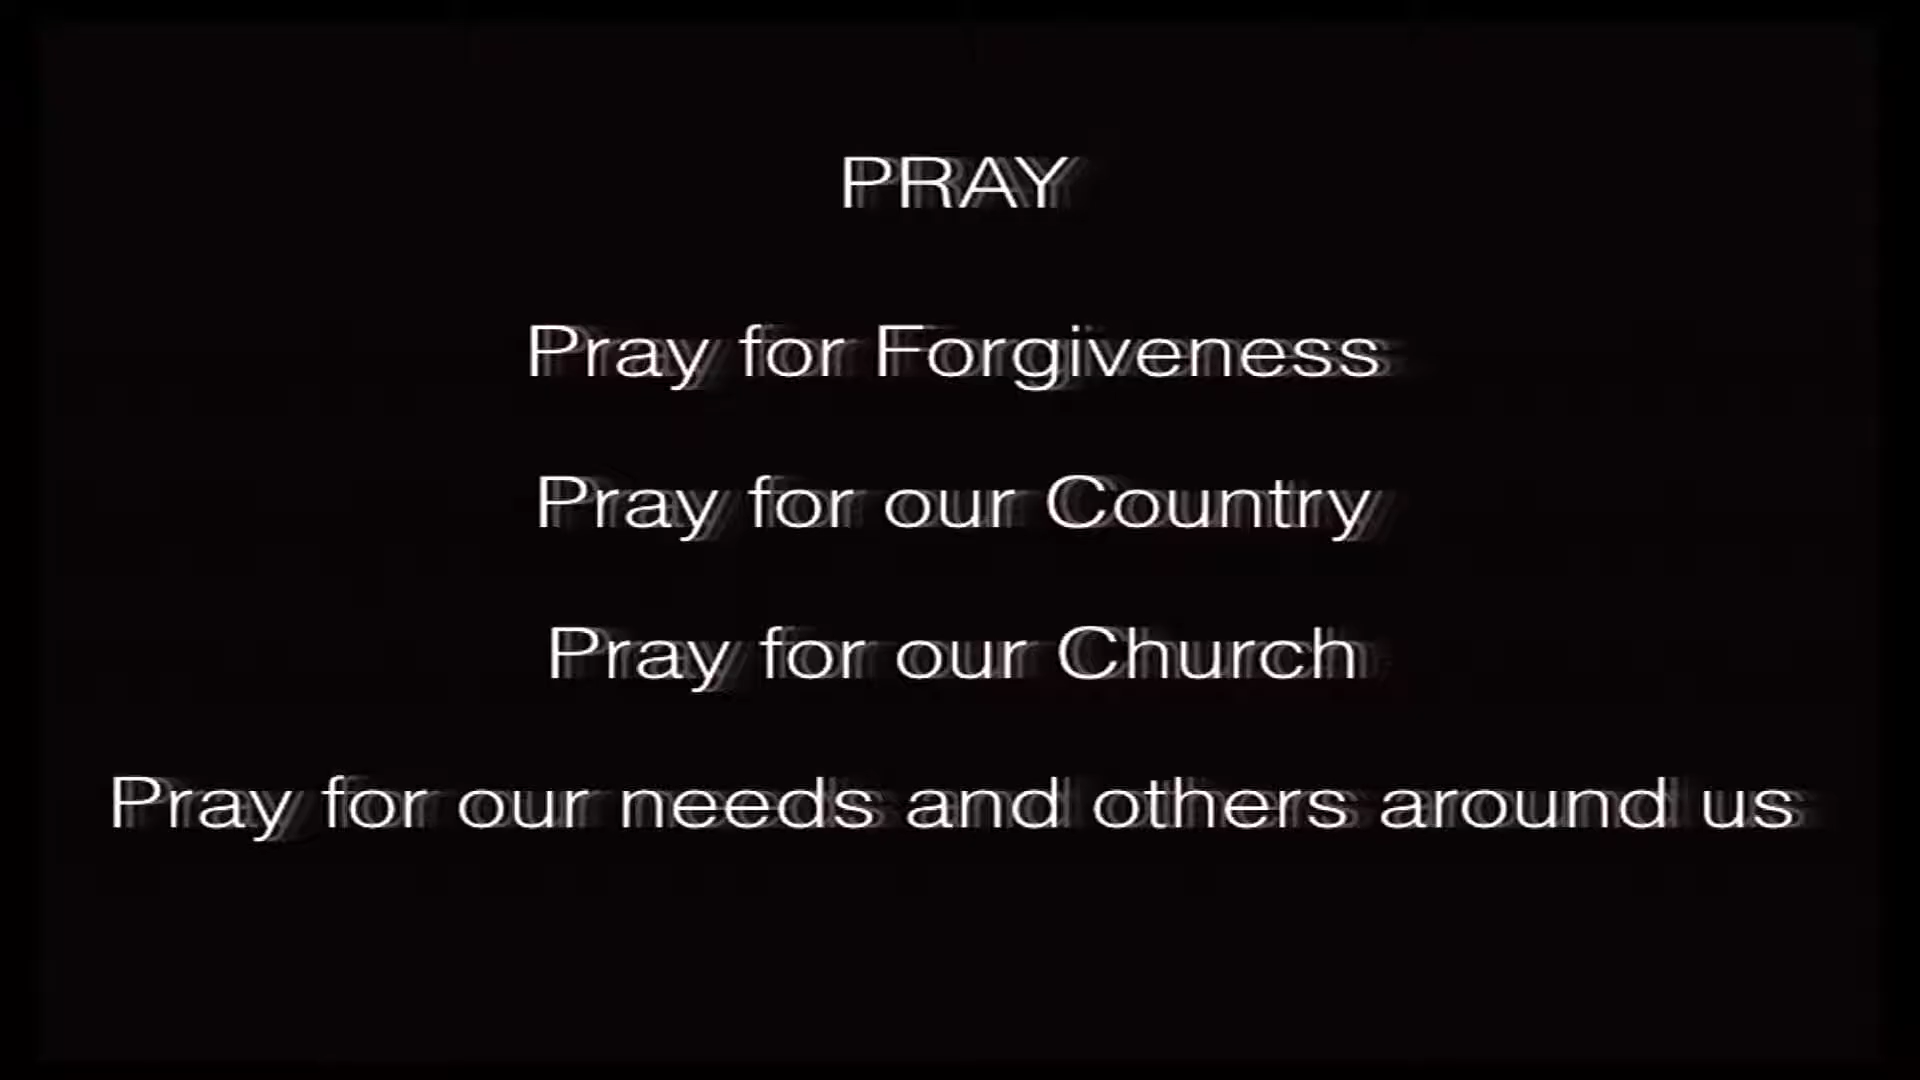 PRAY
Pray for Forgiveness
Pray for our Country
Pray for our Church
Pray for our needs and others around us